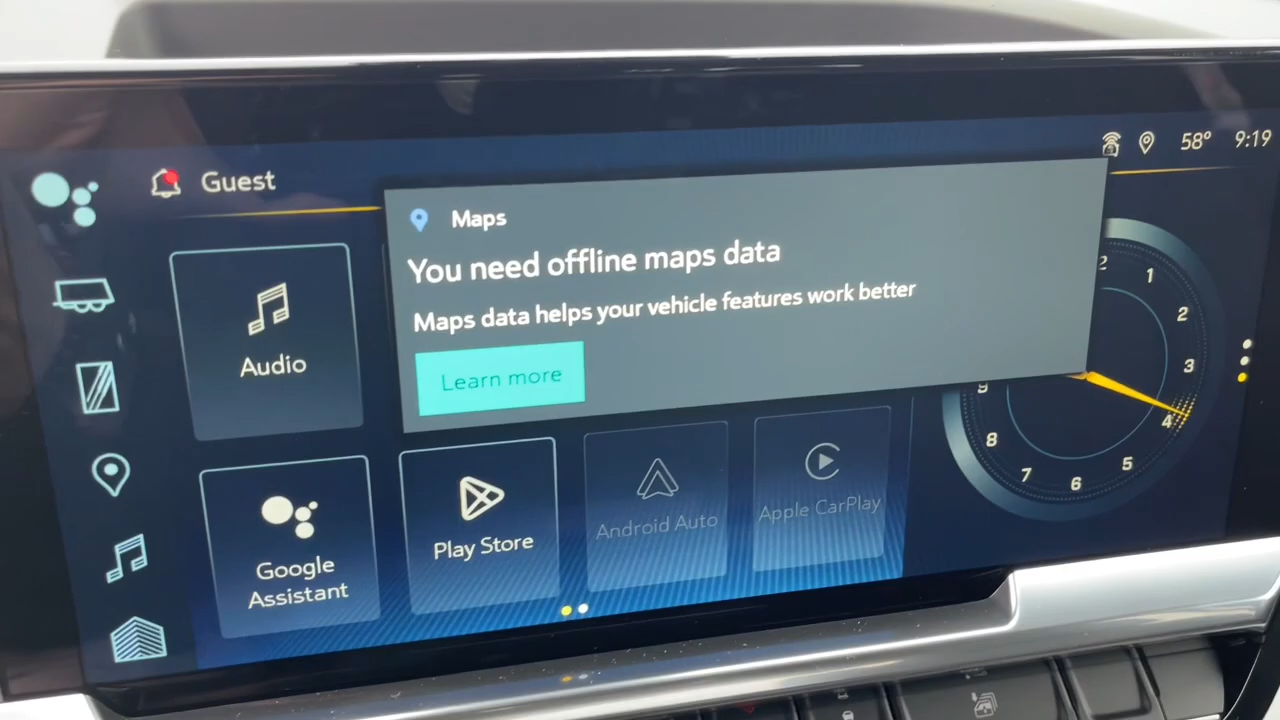 58° 9:19
Guest
Maps
You need offline maps data
Maps data helps your vehicle features work better
Learn more
Audio
Google
Assistant
Play Store
Android Auto
Apple CarPlay
2
1
2
3
4
5
6
7
8
9